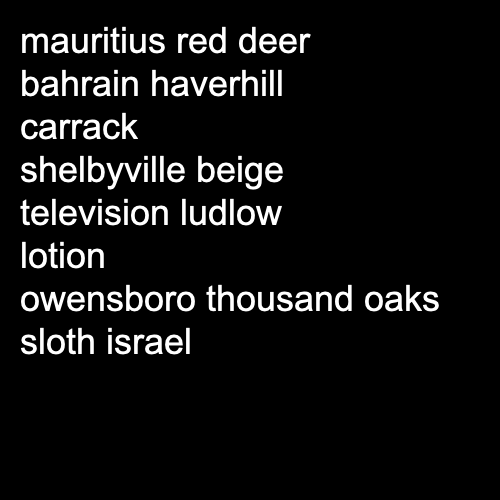 mauritius red deer
bahrain haverhill
carrack
shelbyville beige
television ludlow
lotion
owensboro thousand oaks
sloth israel